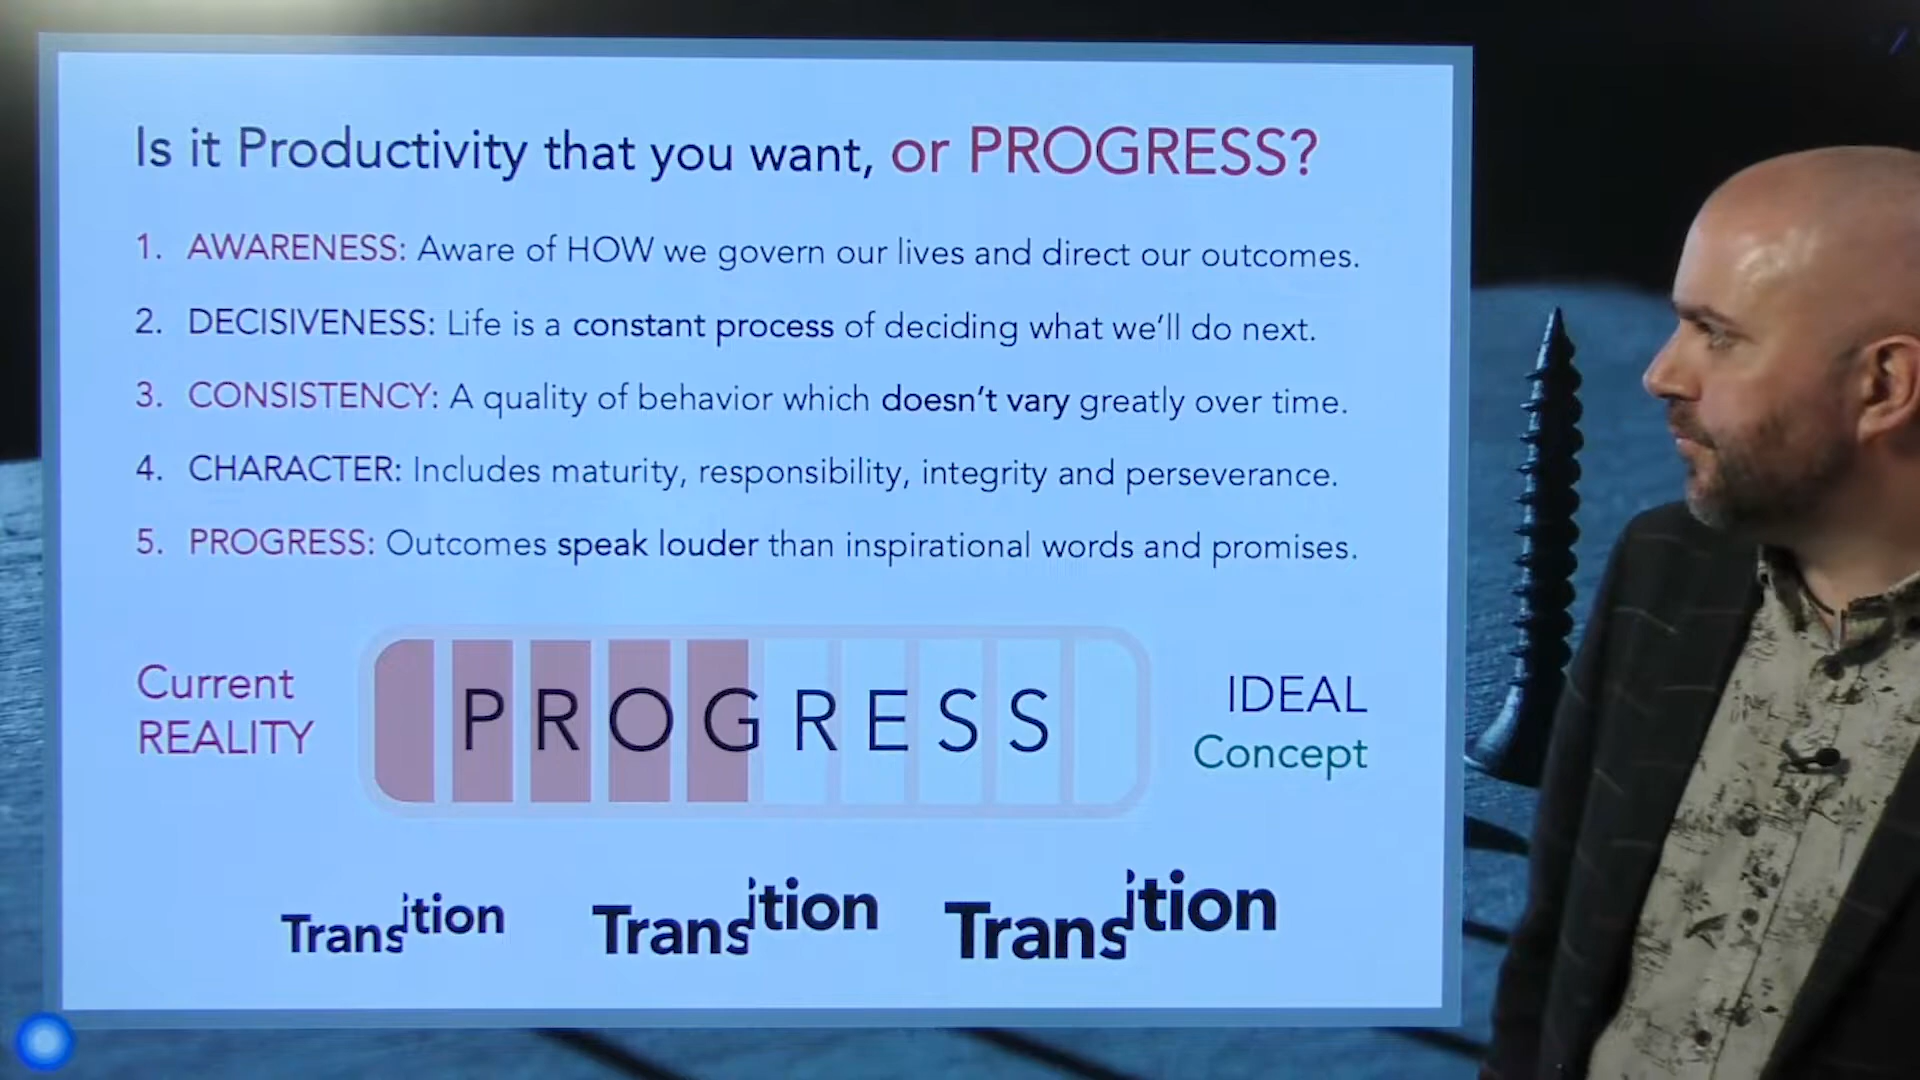 Is it Productivity that you want, or PROGRESS?
1. AWARENESS: Aware of HOW we govern our lives and direct our outcomes.
2. DECISIVENESS: Life is a constant process of deciding what we'll do next.
3. CONSISTENCY: A quality of behavior which doesn't vary greatly over time.
4. CHARACTER: Includes maturity, responsibility, integrity and perseverance.
5. PROGRESS: Outcomes speak louder than inspirational words and promises.
Current
REALITY
PROGRESS
IDEAL
Concept
Transition Transition Transition